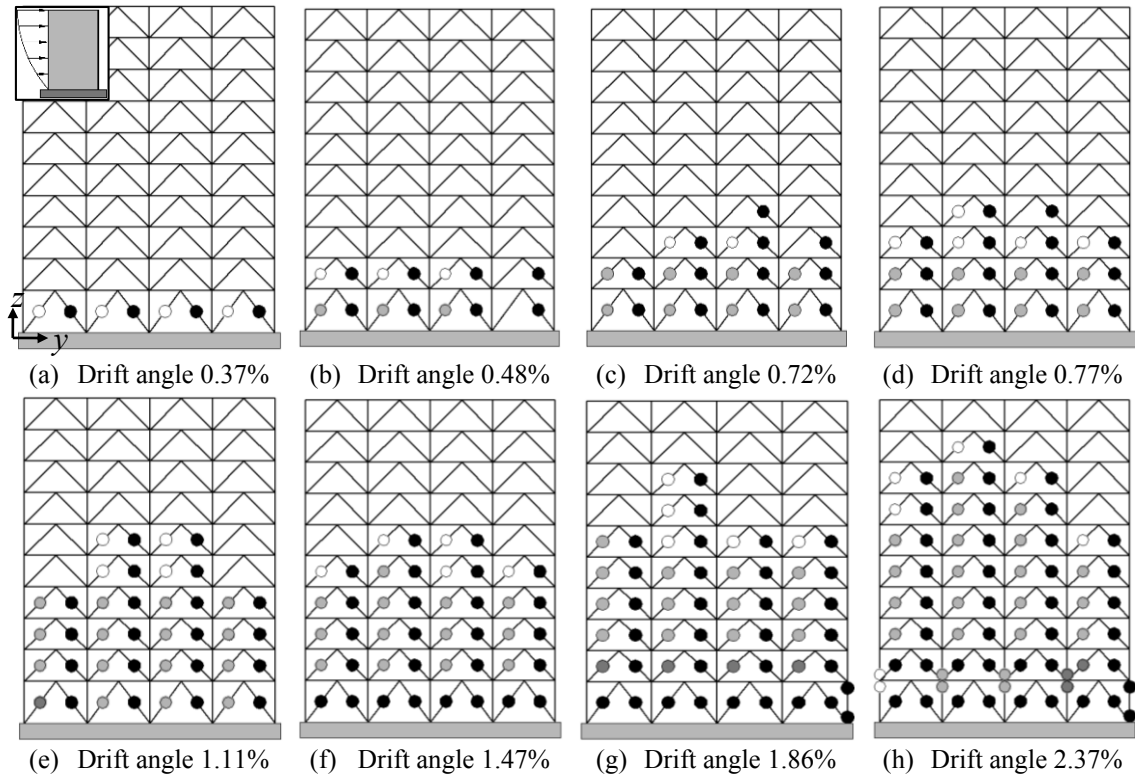 z
y
(a) Drift angle 0.37%
(b) Drift angle 0.48%
(c) Drift angle 0.72%
(d) Drift angle 0.77%
(e) Drift angle 1.11%
(f) Drift angle 1.47%
(g) Drift angle 1.86%
(h) Drift angle 2.37%